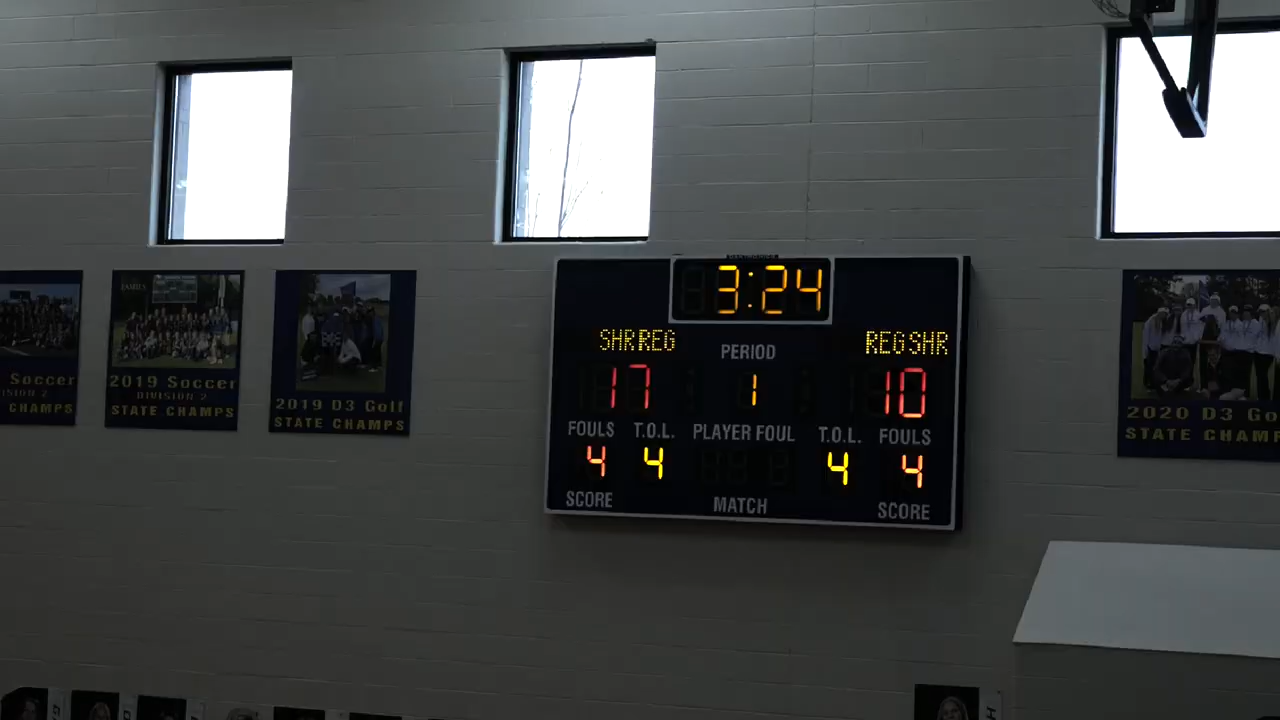 3:24
SHR REG
PERIOD
REG SHR
17
1
10
FOULS T.O.L. PLAYER FOUL T.O.L. FOULS
4 4 4 4
SCORE MATCH SCORE
Soccer
CHAMPS
2019 Soccer
DIVISION 2
STATE CHAMPS
2019 D3 Golf
STATE CHAMPS
2020 D3 Go
STATE CHAMP